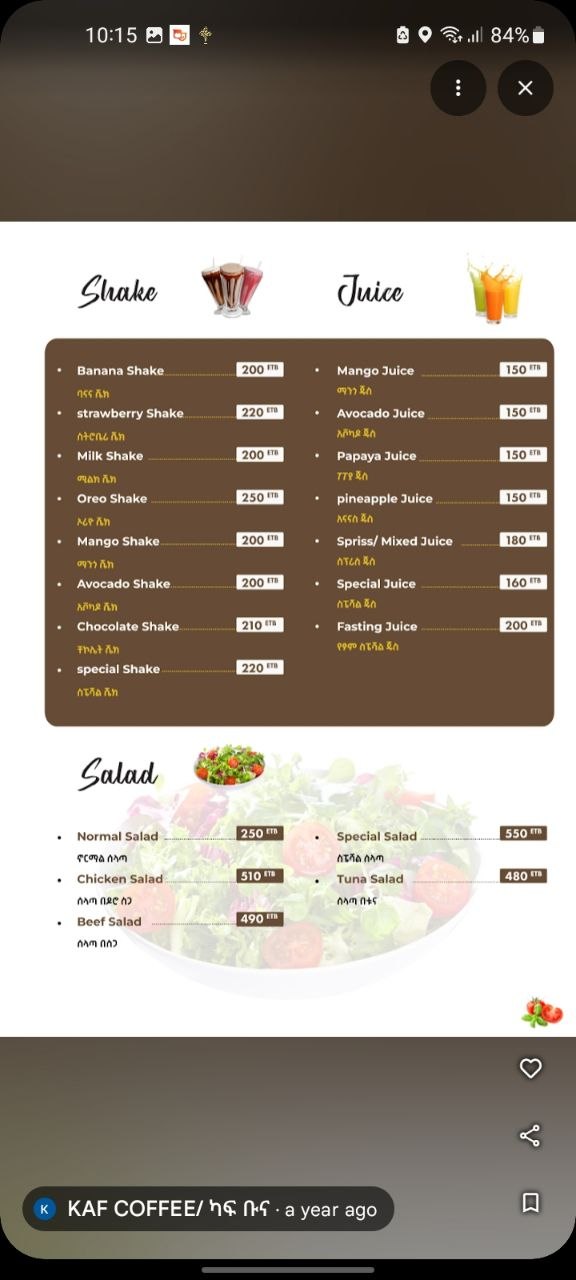 10:15
84%
Shake
Banana Shake 200 ETB
ባናና ሼክ
strawberry Shake 220 ETB
ስትሮቤሪ ሼክ
Milk Shake 200 ETB
ሚልክ ሼክ
Oreo Shake 250 ETB
ኦሪዮ ሼክ
Mango Shake 200 ETB
ማንጎ ሼክ
Avocado Shake 200 ETB
አቮካዶ ሼክ
Chocolate Shake 210 ETB
ቸኮሌት ሼክ
special Shake 220 ETB
ስፔሻል ሼክ
Juice
Mango Juice 150 ETB
ማንጎ ጁስ
Avocado Juice 150 ETB
አቮካዶ ጁስ
Papaya Juice 150 ETB
ፓፓያ ጁስ
pineapple Juice 150 ETB
አናናስ ጁስ
Spriss/ Mixed Juice 180 ETB
ስፕሪስ ጁስ
Special Juice 160 ETB
ስፔሻል ጁስ
Fasting Juice 200 ETB
የፆም ስፔሻል ጁስ
Salad
Normal Salad 250 ETB
ኖርማል ሰላጣ
Chicken Salad 510 ETB
ሰላጣ በዶሮ ስጋ
Beef Salad 490 ETB
ሰላጣ በስጋ
Special Salad 550 ETB
ስፔሻል ሰላጣ
Tuna Salad 480 ETB
ሰላጣ በቱና
K KAF COFFEE/ ካፍ ቡና · a year ago